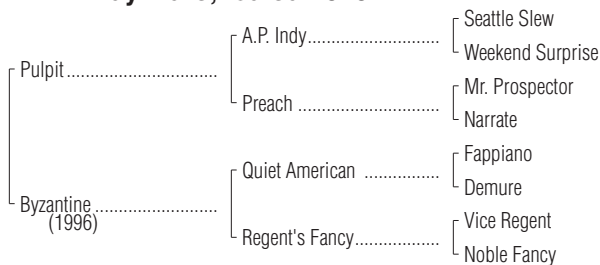 Seattle Slew
A.P. Indy
Weekend Surprise
Pulpit
Mr. Prospector
Preach
Narrate
Fappiano
Quiet American
Demure
Byzantine
(1996)
Vice Regent
Regent's Fancy
Noble Fancy